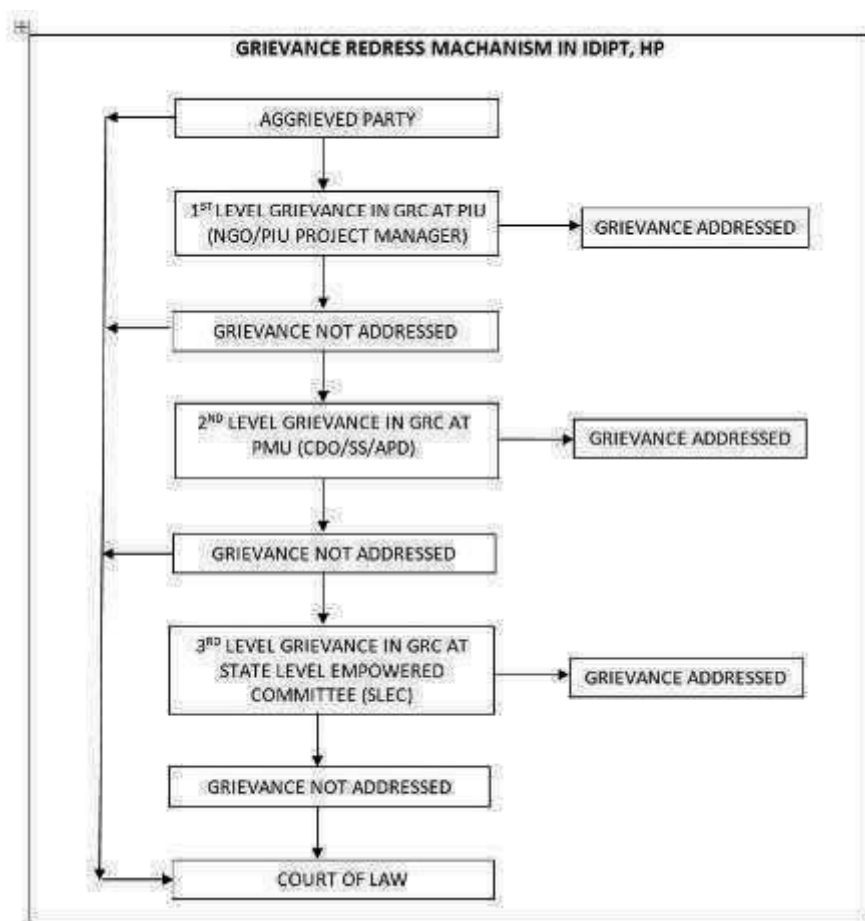 GRIEVANCE REDRESS MACHANISM IN IDIPT, HP
AGGRIEVED PARTY
1ST LEVEL GRIEVANCE IN GRC AT PIU
(NGO/PIU PROJECT MANAGER)
GRIEVANCE ADDRESSED
GRIEVANCE NOT ADDRESSED
2ND LEVEL GRIEVANCE IN GRC AT
PMU (CDO/SS/APD)
GRIEVANCE ADDRESSED
GRIEVANCE NOT ADDRESSED
3RD LEVEL GRIEVANCE IN GRC AT
STATE LEVEL EMPOWERED
COMMITTEE (SLEC)
GRIEVANCE ADDRESSED
GRIEVANCE NOT ADDRESSED
COURT OF LAW